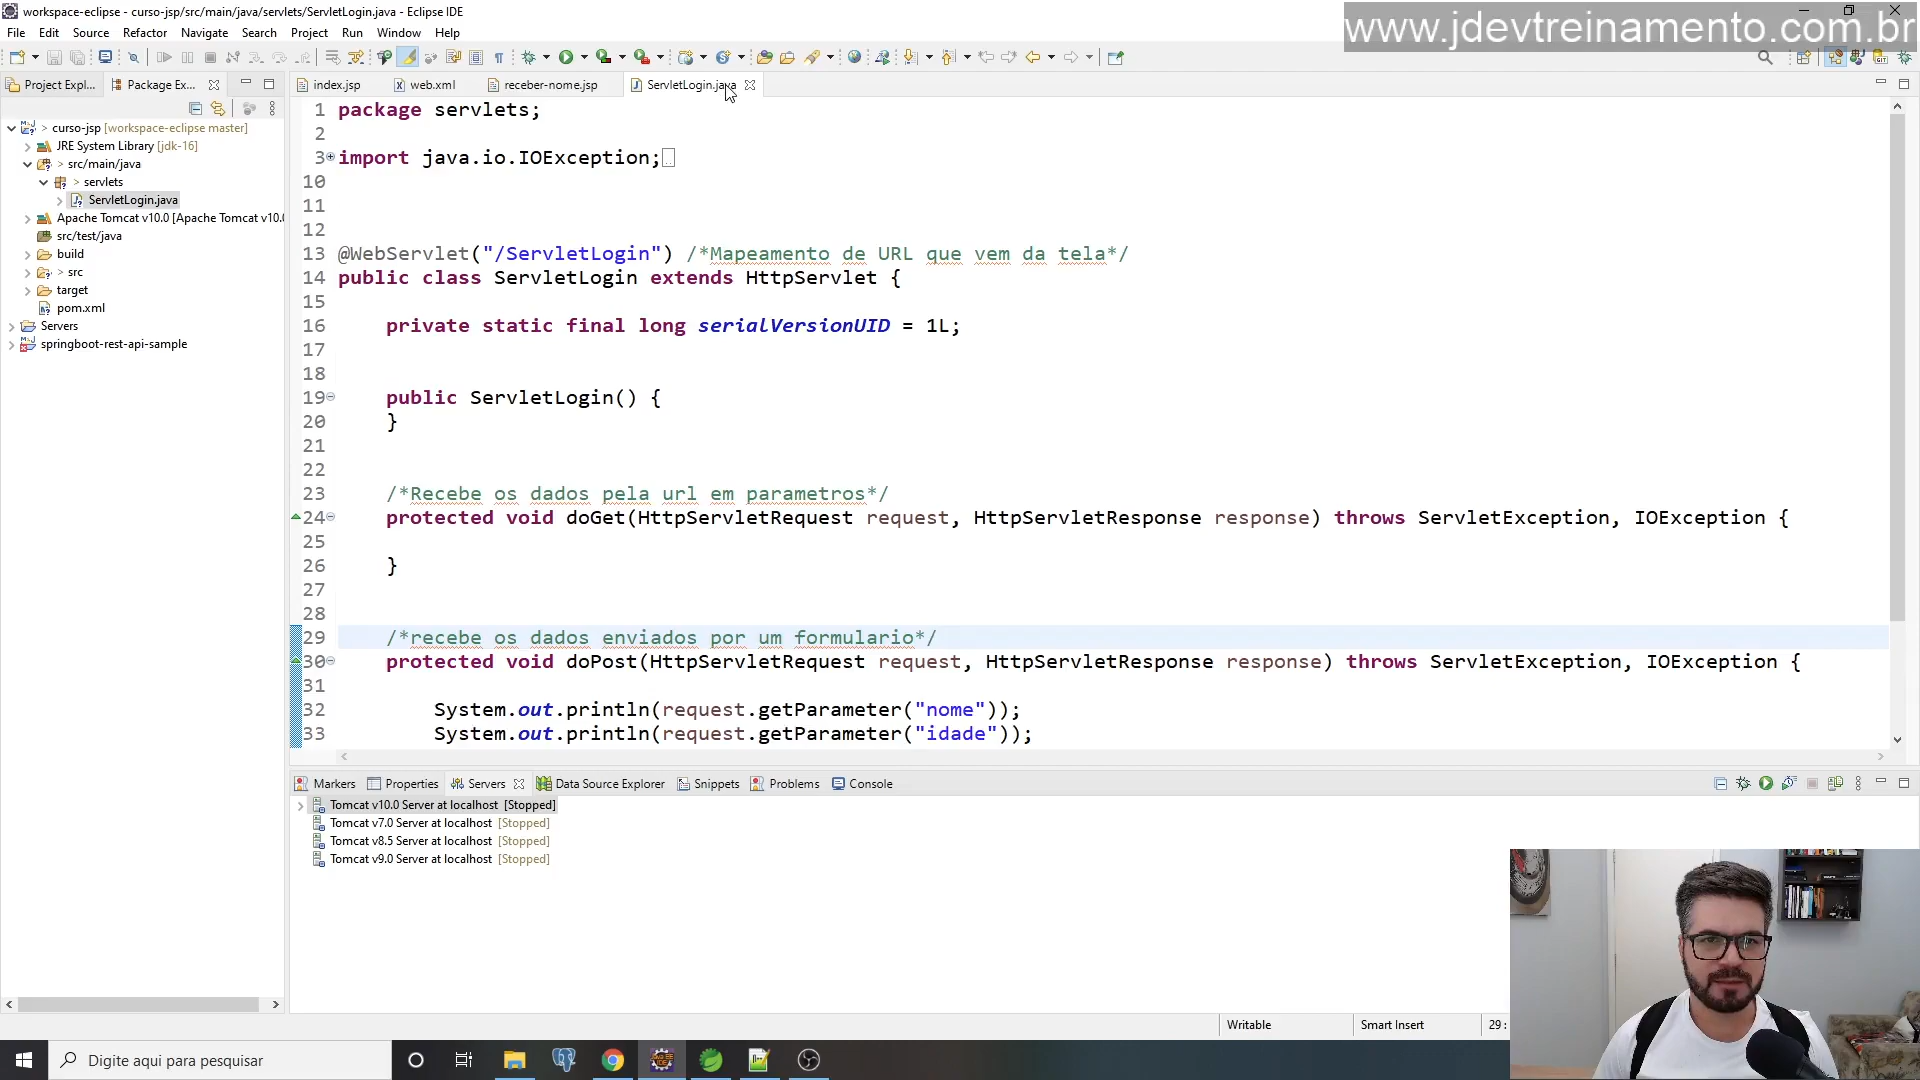 workspace-eclipse - curso-jsp/src/main/java/servlets/ServletLogin.java - Eclipse IDE
www.jdevtreinamento.com.br
File Edit Source Refactor Navigate Search Project Run Window Help
Project Expl... Package Ex...
index.jsp web.xml receber-nome.jsp ServletLogin.java
> curso-jsp [workspace-eclipse master]
JRE System Library [jdk-16]
> src/main/java
> servlets
ServletLogin.java
Apache Tomcat v10.0 [Apache Tomcat v10.0
src/test/java
build
> src
target
pom.xml
Servers
springboot-rest-api-sample
1 package servlets;
2
3 import java.io.IOException;
10
11
12
13 @WebServlet("/ServletLogin") /*Mapeamento de URL que vem da tela*/
14 public class ServletLogin extends HttpServlet {
15
16 private static final long serialVersionUID = 1L;
17
18
19 public ServletLogin() {
20 }
21
22
23 /*Recebe os dados pela url em parametros*/
24 protected void doGet(HttpServletRequest request, HttpServletResponse response) throws ServletException, IOException {
25
26 }
27
28
29 /*recebe os dados enviados por um formulario*/
30 protected void doPost(HttpServletRequest request, HttpServletResponse response) throws ServletException, IOException {
31
32 System.out.println(request.getParameter("nome"));
33 System.out.println(request.getParameter("idade"));
Markers Properties Servers Data Source Explorer Snippets Problems Console
Tomcat v10.0 Server at localhost [Stopped]
Tomcat v7.0 Server at localhost [Stopped]
Tomcat v8.5 Server at localhost [Stopped]
Tomcat v9.0 Server at localhost [Stopped]
Writable Smart Insert 29 :
Digite aqui para pesquisar